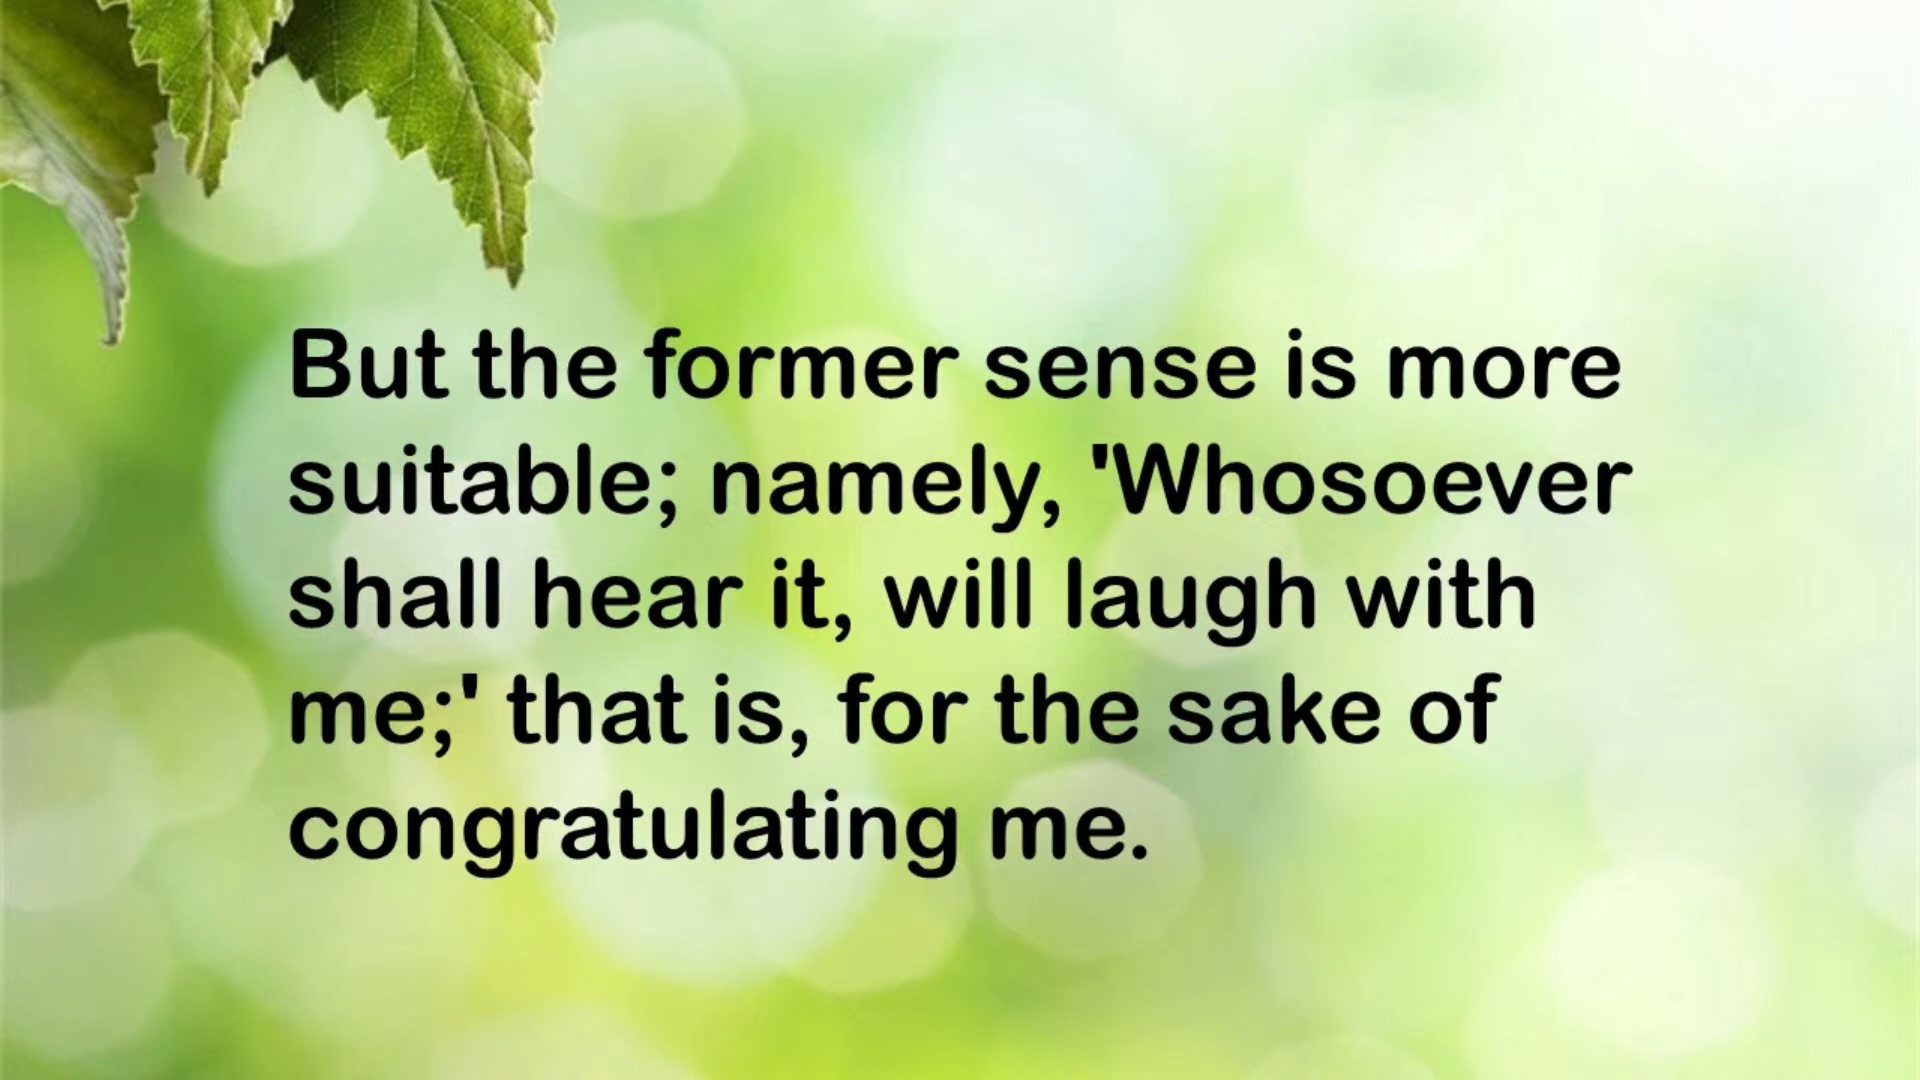 But the former sense is more
suitable; namely, 'Whosoever
shall hear it, will laugh with
me;' that is, for the sake of
congratulating me.